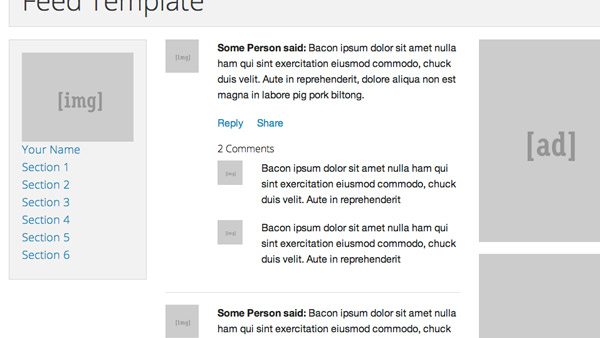 Feed Template
[img]
Your Name
Section 1
Section 2
Section 3
Section 4
Section 5
Section 6
[img]
Some Person said: Bacon ipsum dolor sit amet nulla
ham qui sint exercitation eiusmod commodo, chuck
duis velit. Aute in reprehenderit, dolore aliqua non est
magna in labore pig pork biltong.
Reply Share
2 Comments
[img]
Bacon ipsum dolor sit amet nulla ham qui
sint exercitation eiusmod commodo, chuck
duis velit. Aute in reprehenderit
[img]
Bacon ipsum dolor sit amet nulla ham qui
sint exercitation eiusmod commodo, chuck
duis velit. Aute in reprehenderit
[img]
Some Person said: Bacon ipsum dolor sit amet nulla
ham qui sint exercitation eiusmod commodo, chuck
[ad]